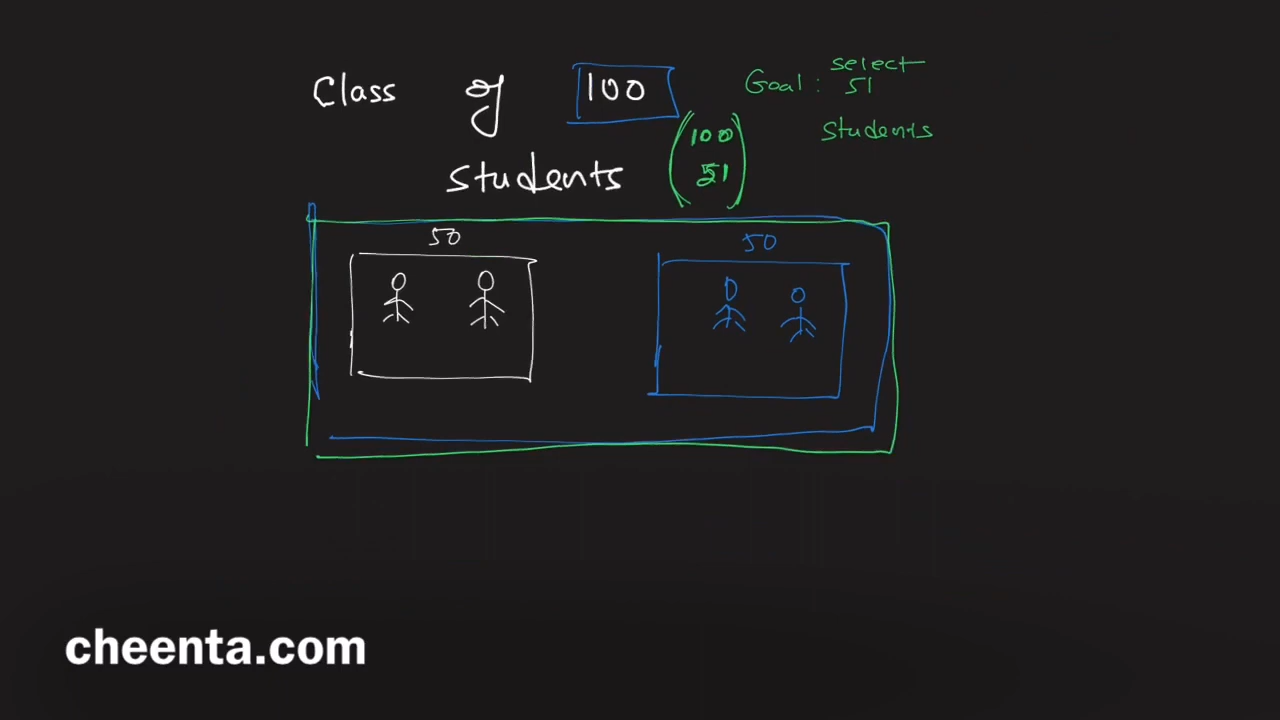 Class of 100
students
(100
51)
Goal : select
51
students
50
50
cheenta.com